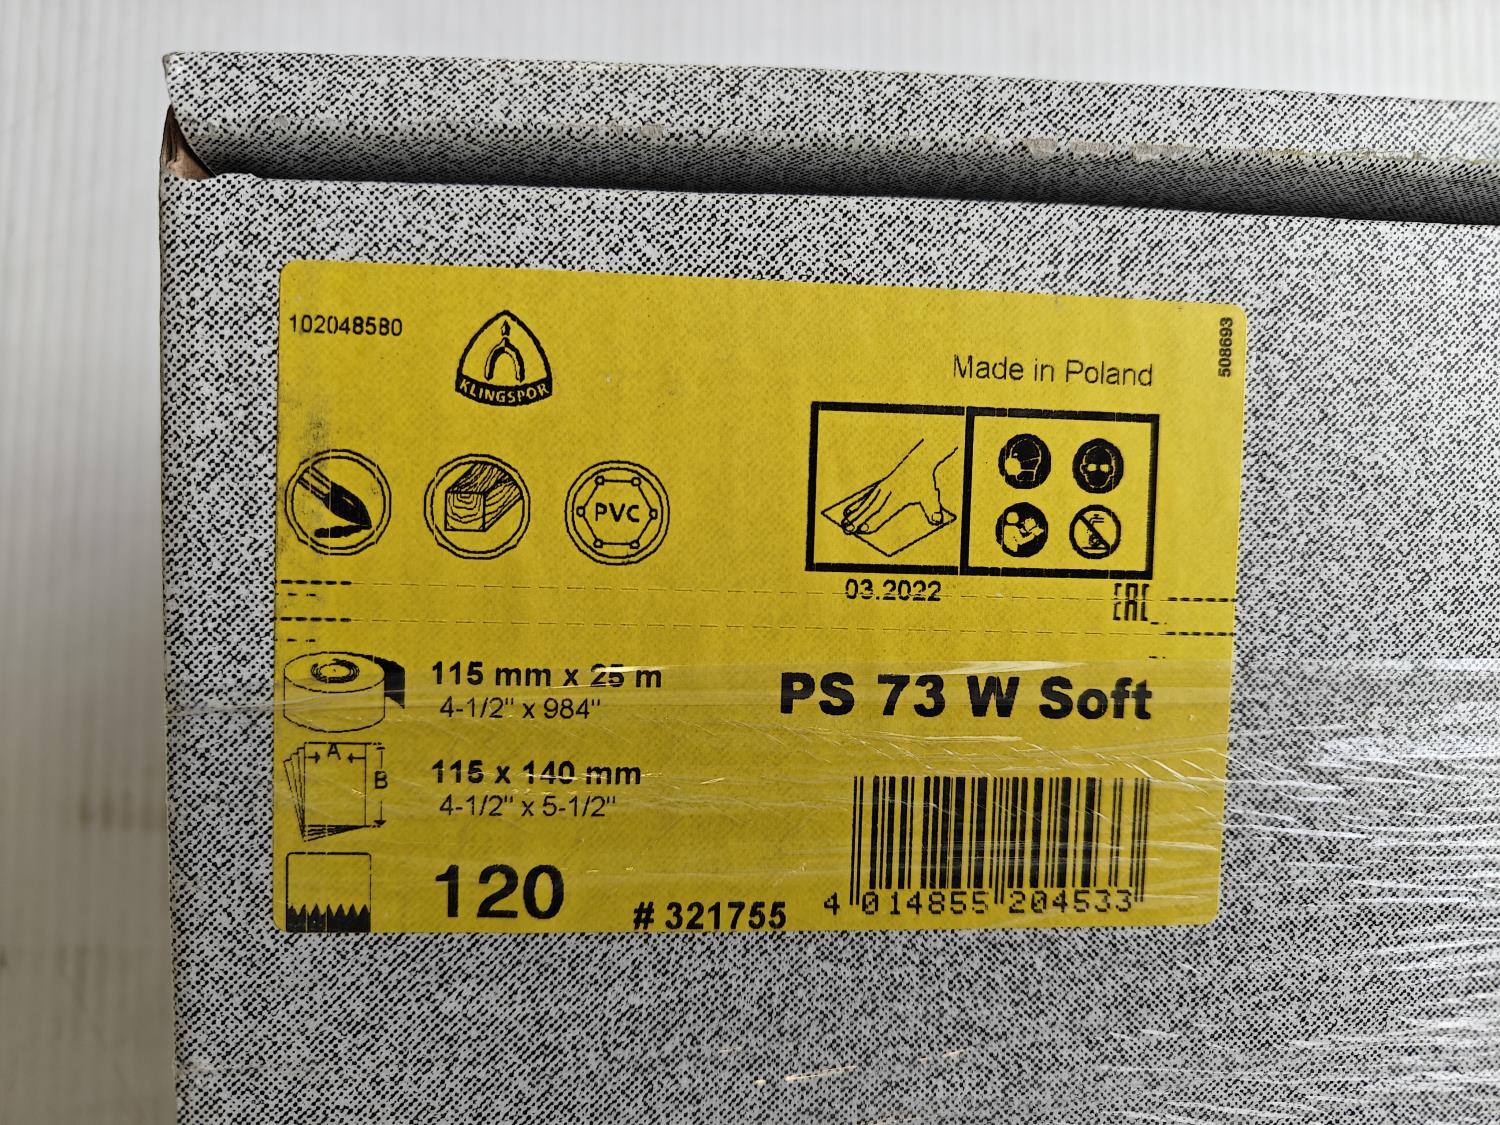 102048580
KLINGSPOR
508693
Made in Poland
PVC
03.2022
EAC
115 mm x 25 m
4-1/2" x 984"
PS 73 W Soft
A
B
115 x 140 mm
4-1/2" x 5-1/2"
120
# 321755
4 014855 204533